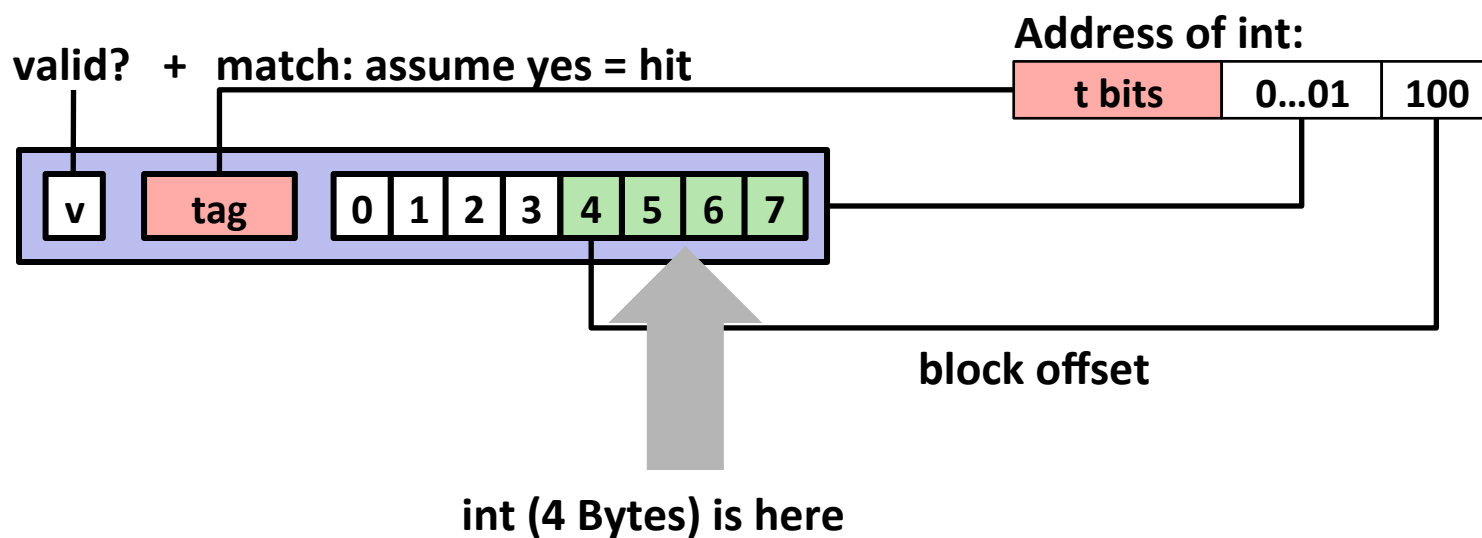 Address of int:
valid? + match: assume yes = hit
t bits 0...01 100
v tag 0 1 2 3 4 5 6 7
block offset
int (4 Bytes) is here